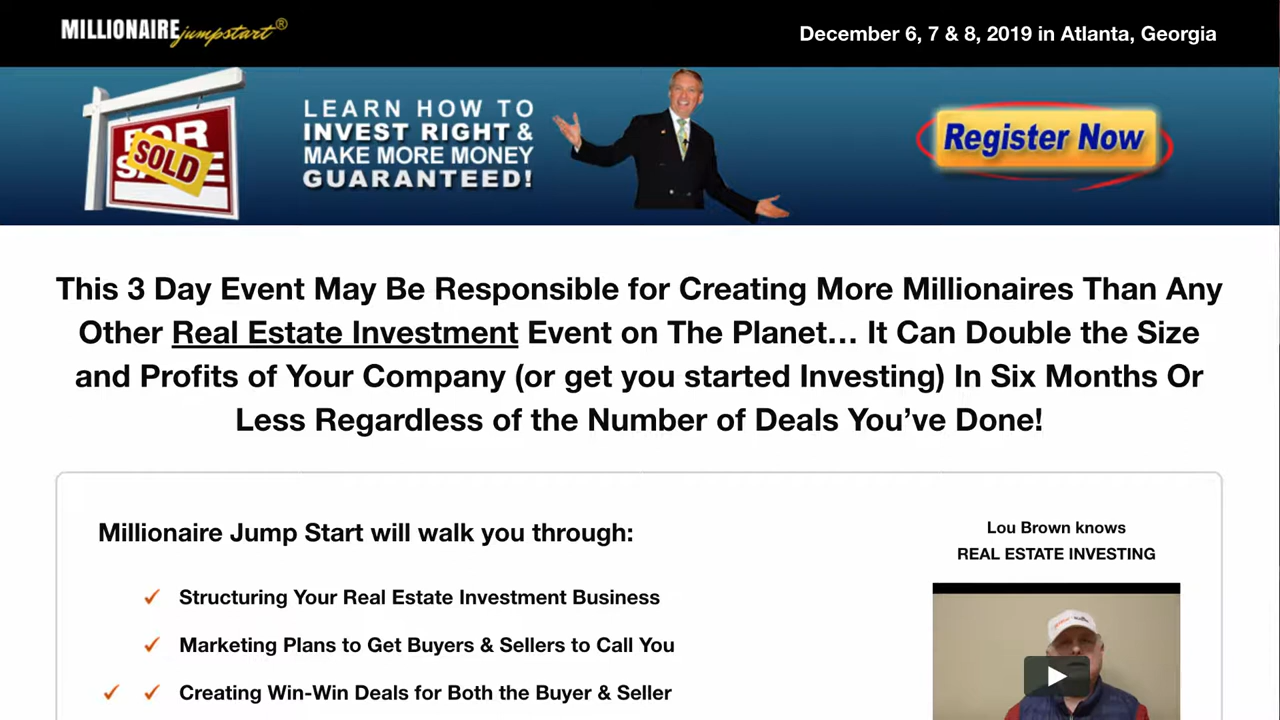 MILLIONAIRE jumpstart®
December 6, 7 & 8, 2019 in Atlanta, Georgia
FOR SALE
SOLD
LEARN HOW TO
INVEST RIGHT &
MAKE MORE MONEY
GUARANTEED!
Register Now
This 3 Day Event May Be Responsible for Creating More Millionaires Than Any
Other Real Estate Investment Event on The Planet... It Can Double the Size
and Profits of Your Company (or get you started Investing) In Six Months Or
Less Regardless of the Number of Deals You’ve Done!
Millionaire Jump Start will walk you through:
✓ Structuring Your Real Estate Investment Business
✓ Marketing Plans to Get Buyers & Sellers to Call You
✓ ✓ Creating Win-Win Deals for Both the Buyer & Seller
Lou Brown knows
REAL ESTATE INVESTING